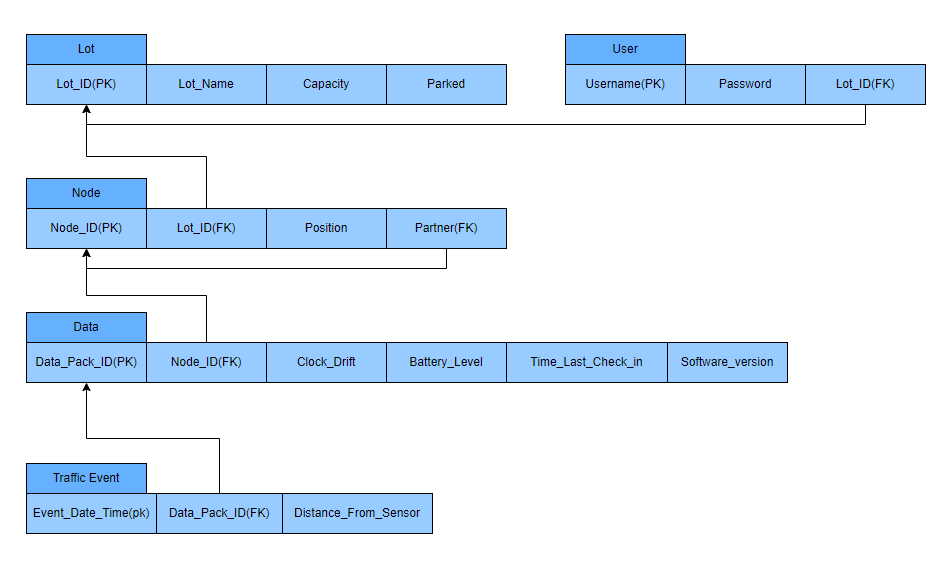 Lot
User
Lot_ID(PK) Lot_Name Capacity Parked
Username(PK) Password Lot_ID(FK)
Node
Node_ID(PK) Lot_ID(FK) Position Partner(FK)
Data
Data_Pack_ID(PK) Node_ID(FK) Clock_Drift Battery_Level Time_Last_Check_in Software_version
Traffic Event
Event_Date_Time(pk) Data_Pack_ID(FK) Distance_From_Sensor